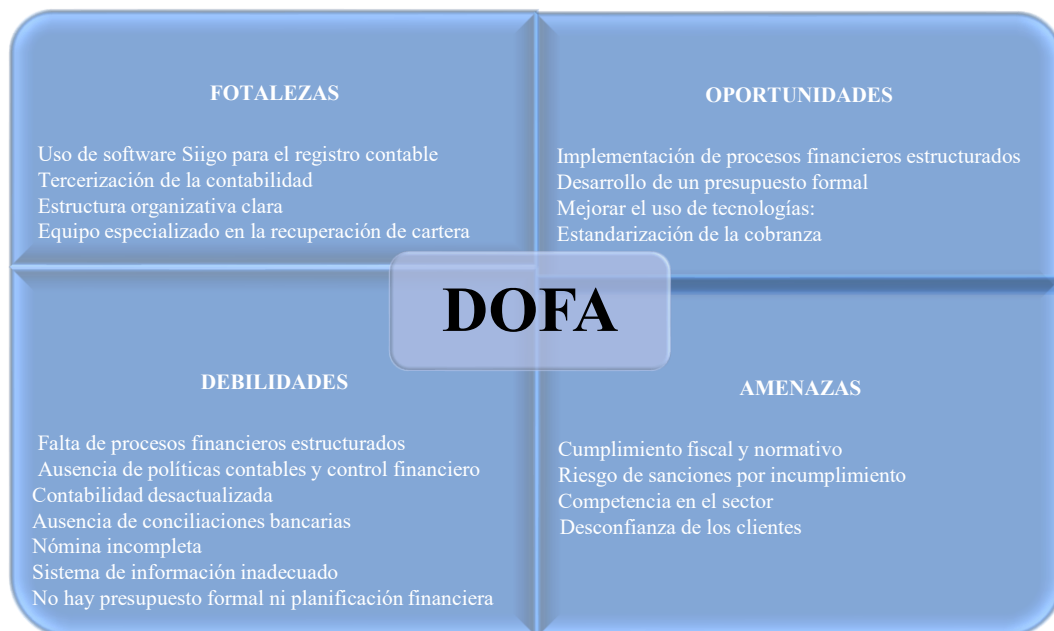 FOTALEZAS
Uso de software Siigo para el registro contable
Tercerización de la contabilidad
Estructura organizativa clara
Equipo especializado en la recuperación de cartera
OPORTUNIDADES
Implementación de procesos financieros estructurados
Desarrollo de un presupuesto formal
Mejorar el uso de tecnologías:
Estandarización de la cobranza
DOFA
DEBILIDADES
Falta de procesos financieros estructurados
Ausencia de políticas contables y control financiero
Contabilidad desactualizada
Ausencia de conciliaciones bancarias
Nómina incompleta
Sistema de información inadecuado
No hay presupuesto formal ni planificación financiera
AMENAZAS
Cumplimiento fiscal y normativo
Riesgo de sanciones por incumplimiento
Competencia en el sector
Desconfianza de los clientes